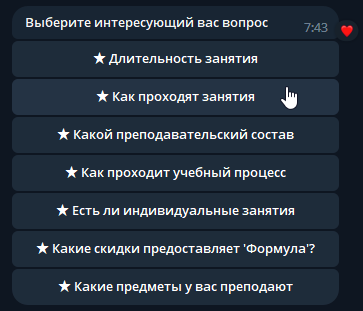 Выберите интересующий вас вопрос
7:43
★ Длительность занятия
★ Как проходят занятия
★ Какой преподавательский состав
★ Как проходит учебный процесс
★ Есть ли индивидуальные занятия
★ Какие скидки предоставляет 'Формула'?
★ Какие предметы у вас преподают